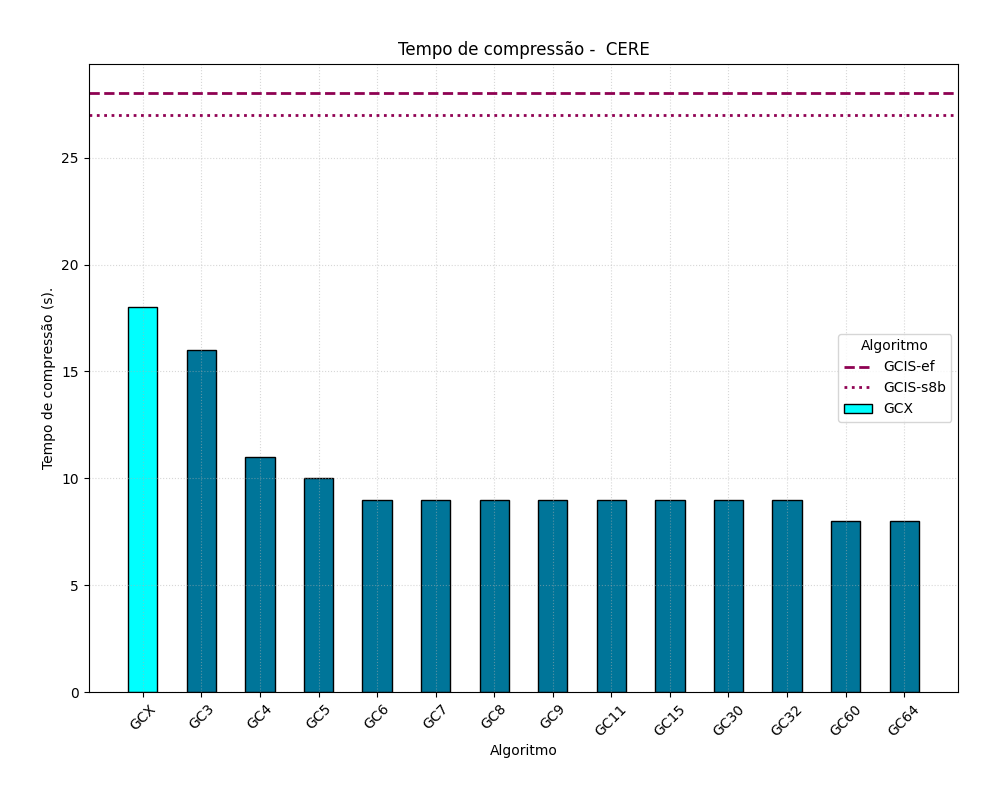 Tempo de compressão -  CERE
Tempo de compressão (s).
25
20
15
10
5
0
Algoritmo
GCIS-ef
GCIS-s8b
GCX
GCX
GC3
GC4
GC5
GC6
GC7
GC8
GC9
GC11
GC15
GC30
GC32
GC60
GC64
Algoritmo